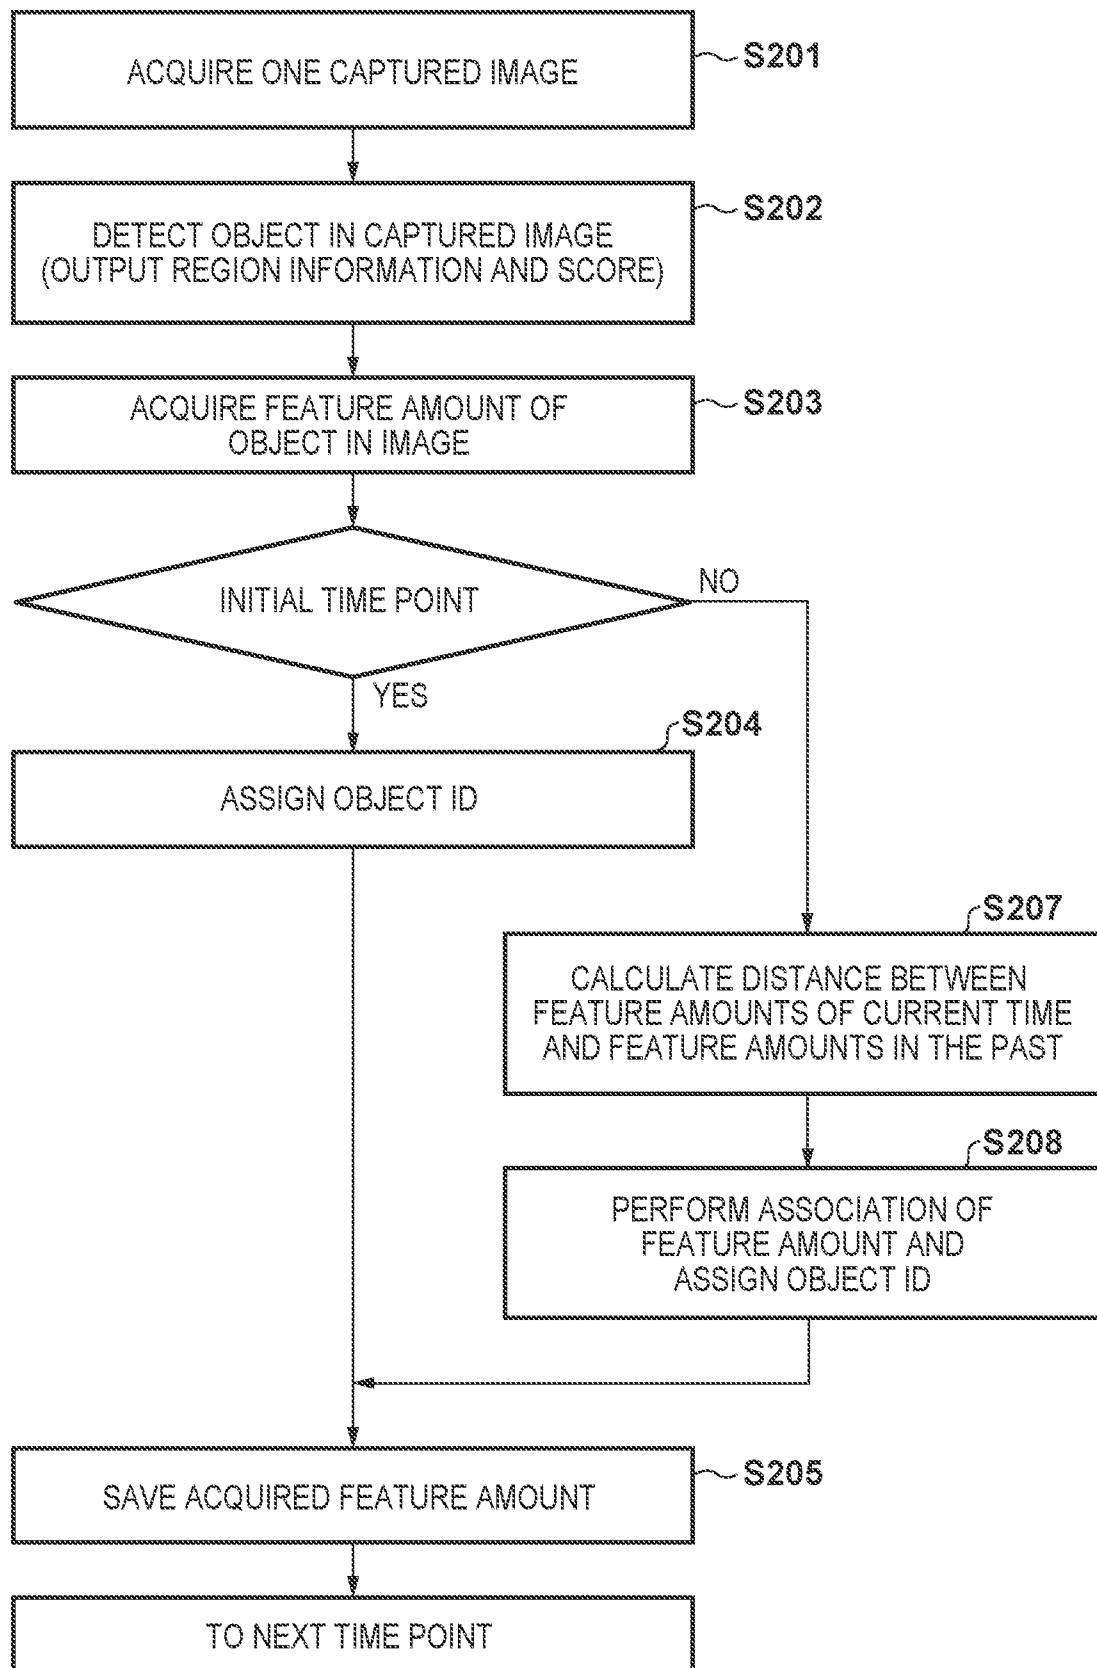 ACQUIRE ONE CAPTURED IMAGE
S201
DETECT OBJECT IN CAPTURED IMAGE
(OUTPUT REGION INFORMATION AND SCORE)
S202
ACQUIRE FEATURE AMOUNT OF
OBJECT IN IMAGE
S203
INITIAL TIME POINT
NO
YES
S204
ASSIGN OBJECT ID
S207
CALCULATE DISTANCE BETWEEN
FEATURE AMOUNTS OF CURRENT TIME
AND FEATURE AMOUNTS IN THE PAST
S208
PERFORM ASSOCIATION OF
FEATURE AMOUNT AND
ASSIGN OBJECT ID
SAVE ACQUIRED FEATURE AMOUNT
S205
TO NEXT TIME POINT